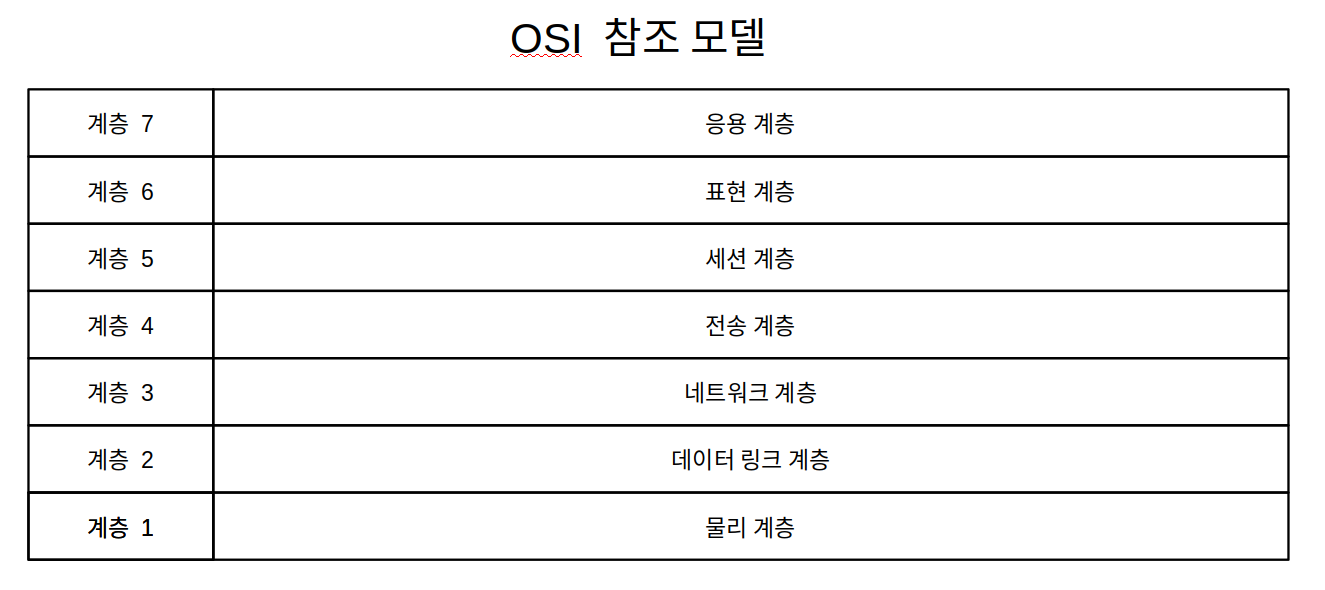 OSI 참조 모델
계층 7 응용 계층
계층 6 표현 계층
계층 5 세션 계층
계층 4 전송 계층
계층 3 네트워크 계층
계층 2 데이터 링크 계층
계층 1 물리 계층